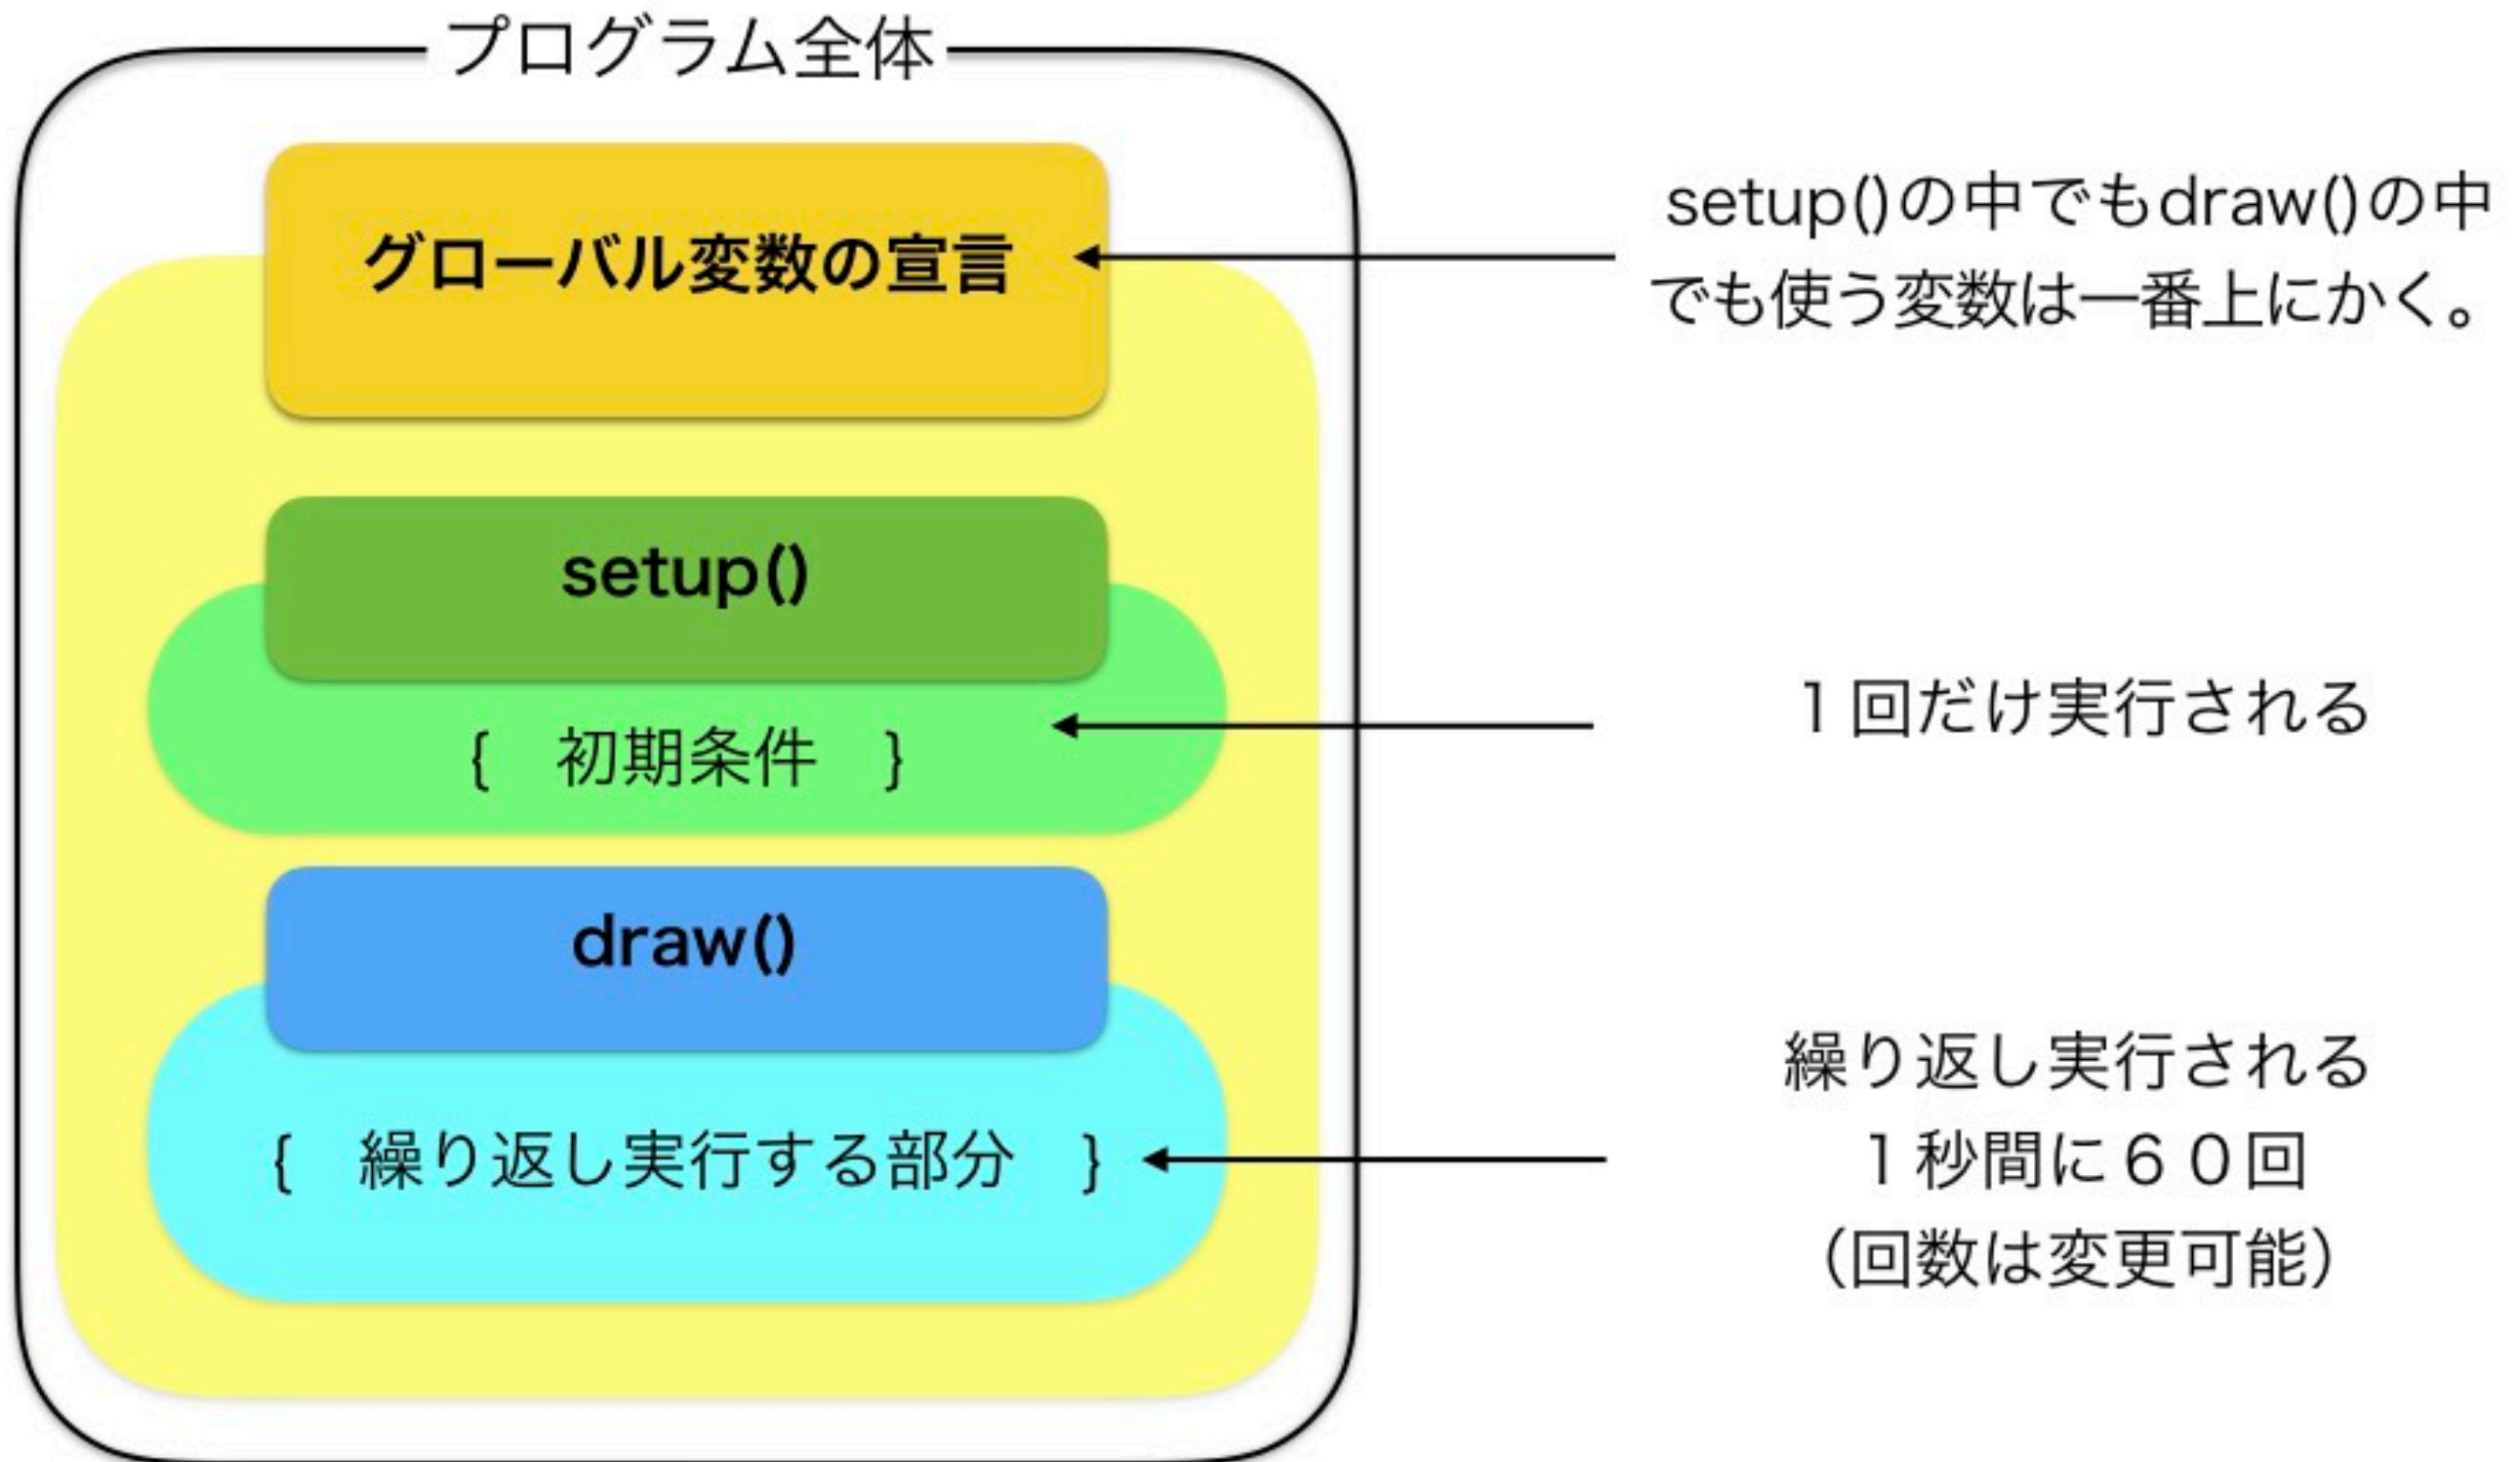 プログラム全体
グローバル変数の宣言
setup()の中でもdraw()の中
でも使う変数は一番上にかく。
setup()
{　初期条件　}
１回だけ実行される
draw()
{　繰り返し実行する部分　}
繰り返し実行される
１秒間に６０回
（回数は変更可能）